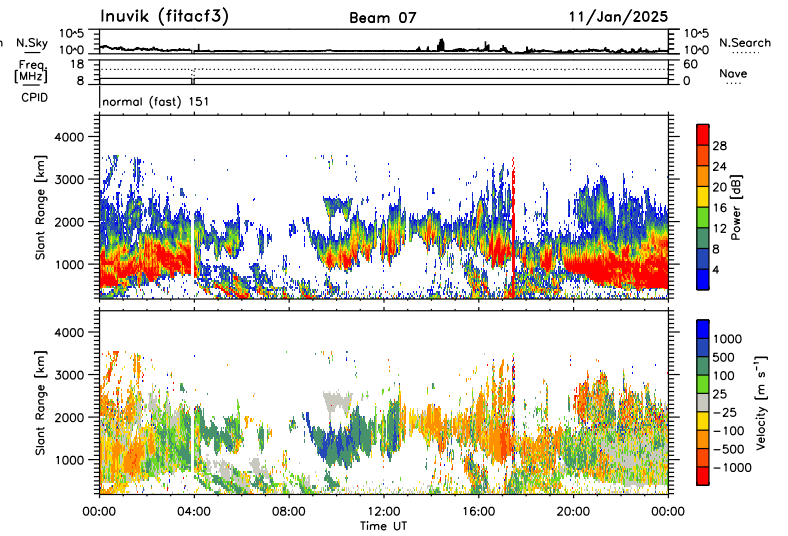 Inuvik (fitacf3) Beam 07 11/Jan/2025
N.Sky 10^5 10^5 N.Search
10^0 10^0
Freq. 18 60
[MHz] 8 0 Nave
CPID normal (fast) 151
4000
3000
2000
1000
Slant Range [km]
28
24
20
16
12
8
4
Power [dB]
4000
3000
2000
1000
Slant Range [km]
1000
500
100
25
-25
-100
-500
-1000
Velocity [m s⁻¹]
00:00 04:00 08:00 12:00 16:00 20:00 00:00
Time UT